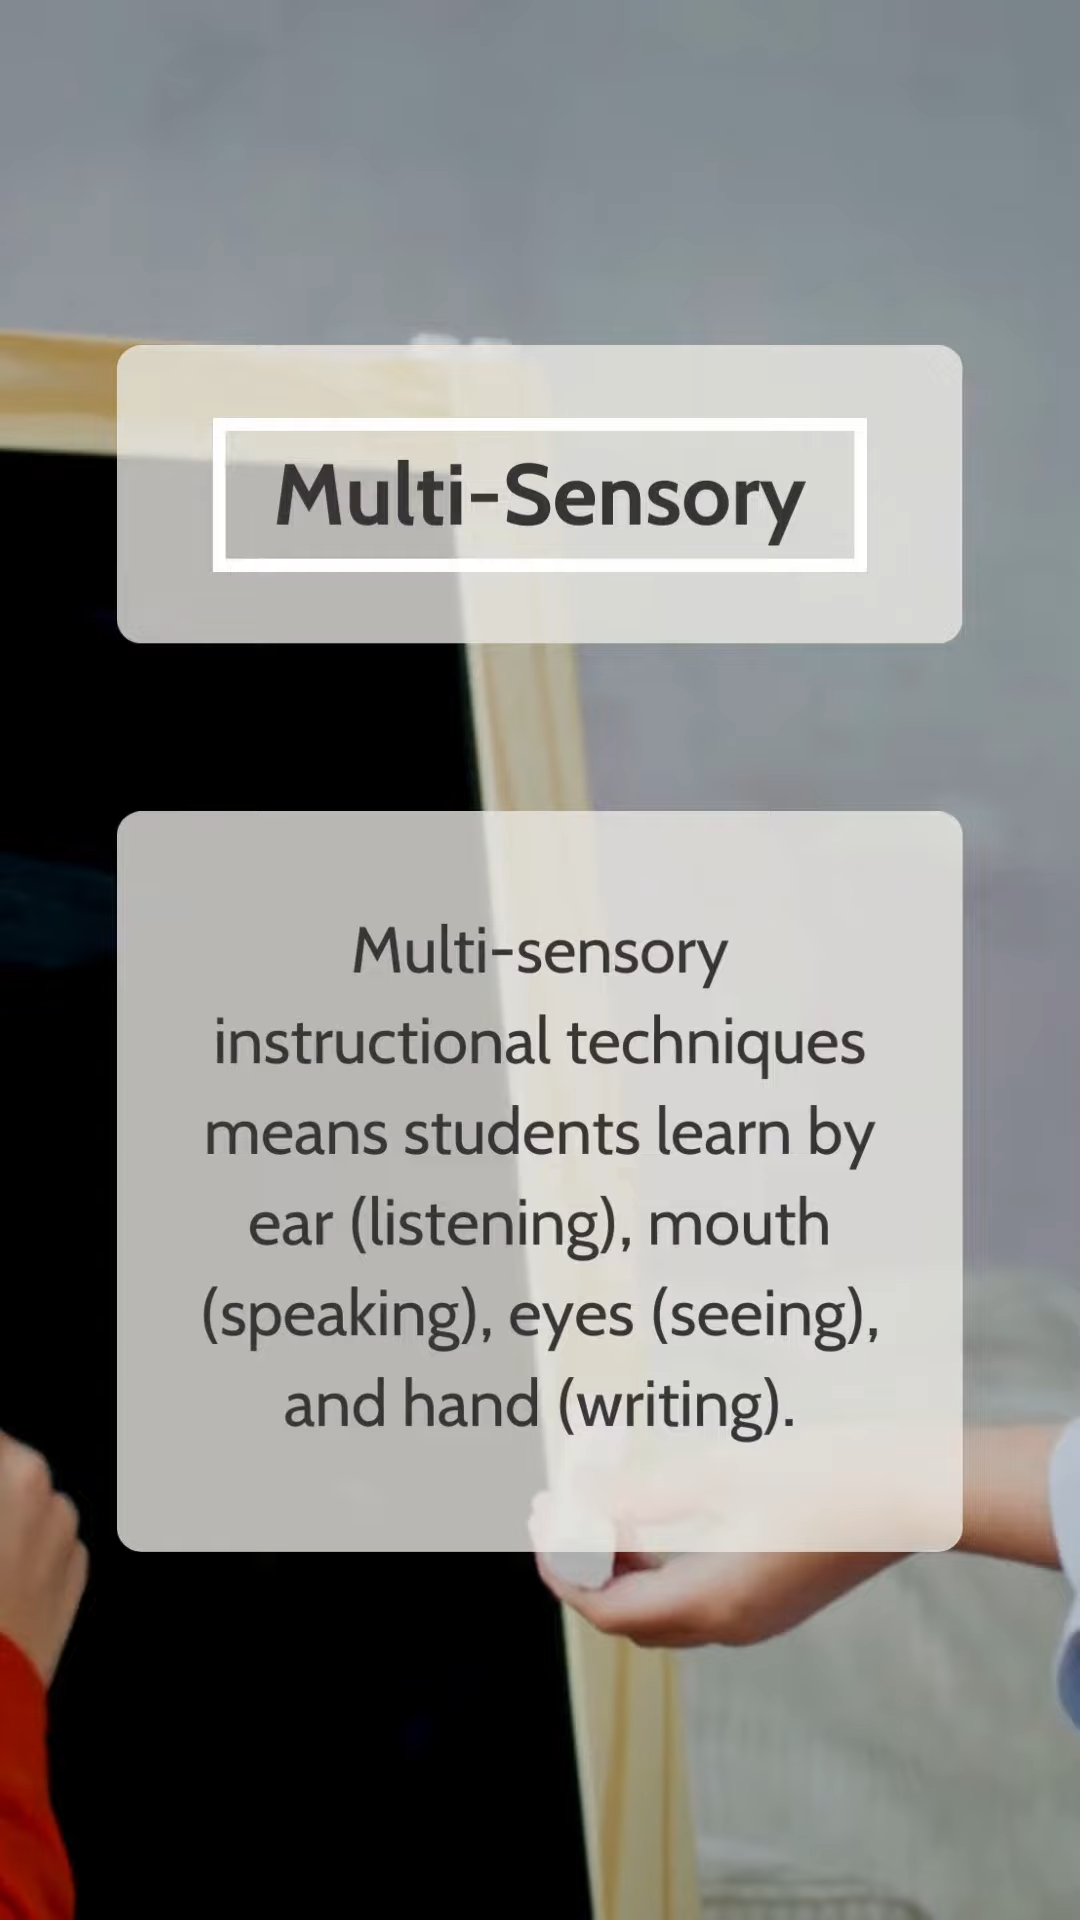 Multi-Sensory
Multi-sensory
instructional techniques
means students learn by
ear (listening), mouth
(speaking), eyes (seeing),
and hand (writing).